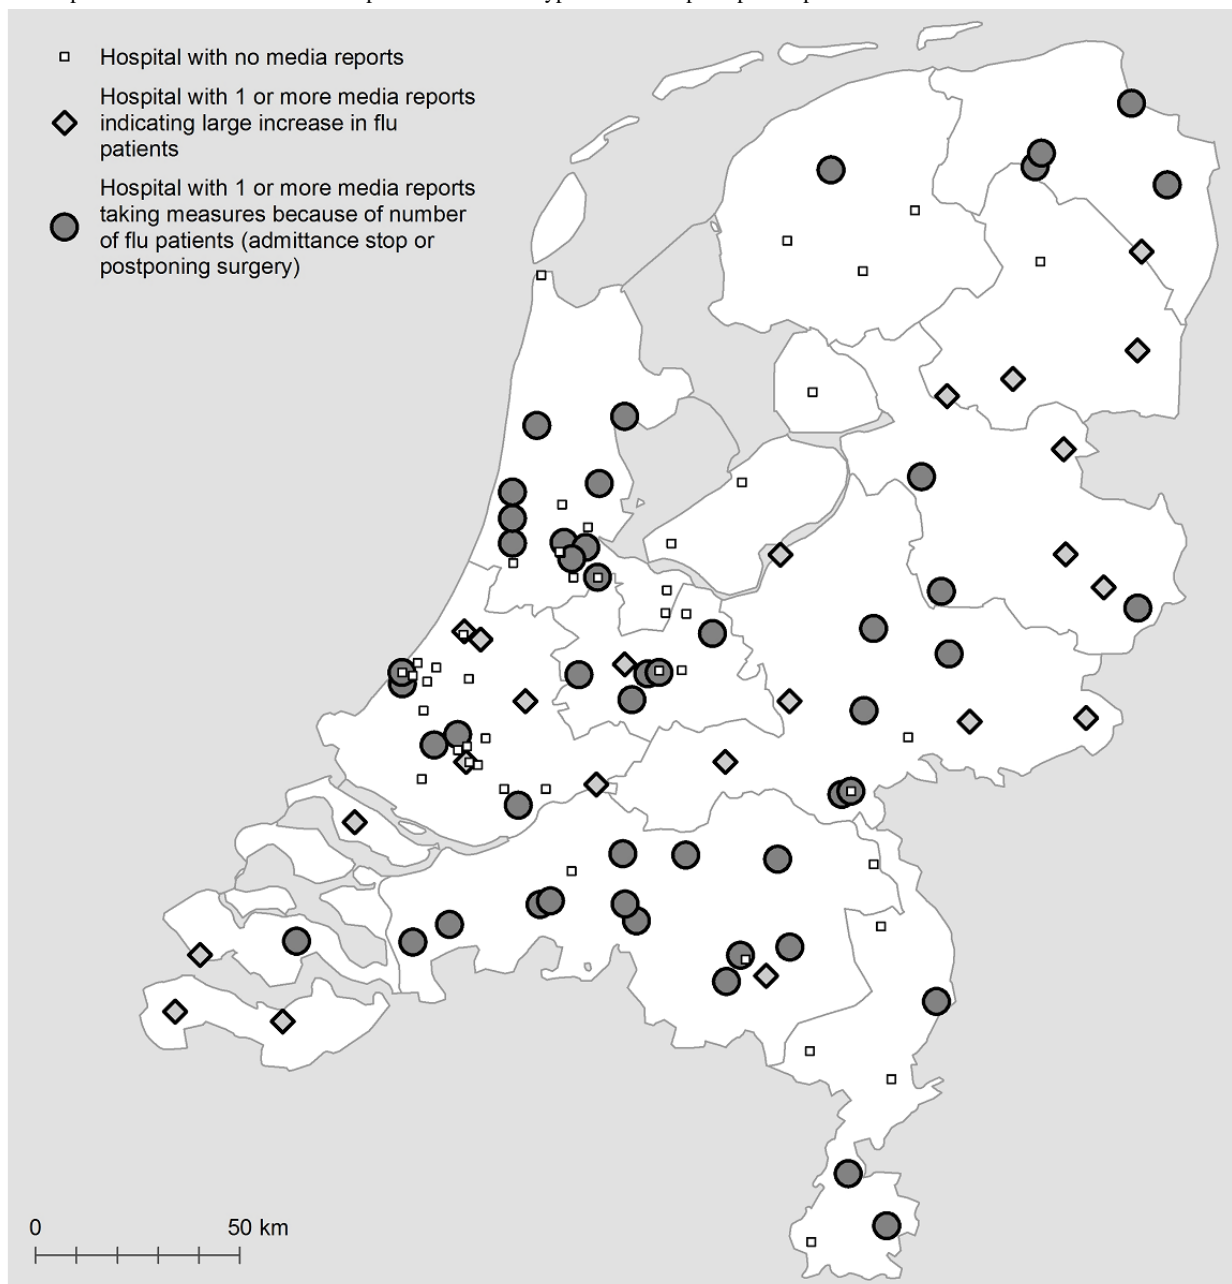 Hospital with no media reports
Hospital with 1 or more media reports
indicating large increase in flu
patients
Hospital with 1 or more media reports
taking measures because of number
of flu patients (admittance stop or
postponing surgery)
0 50 km